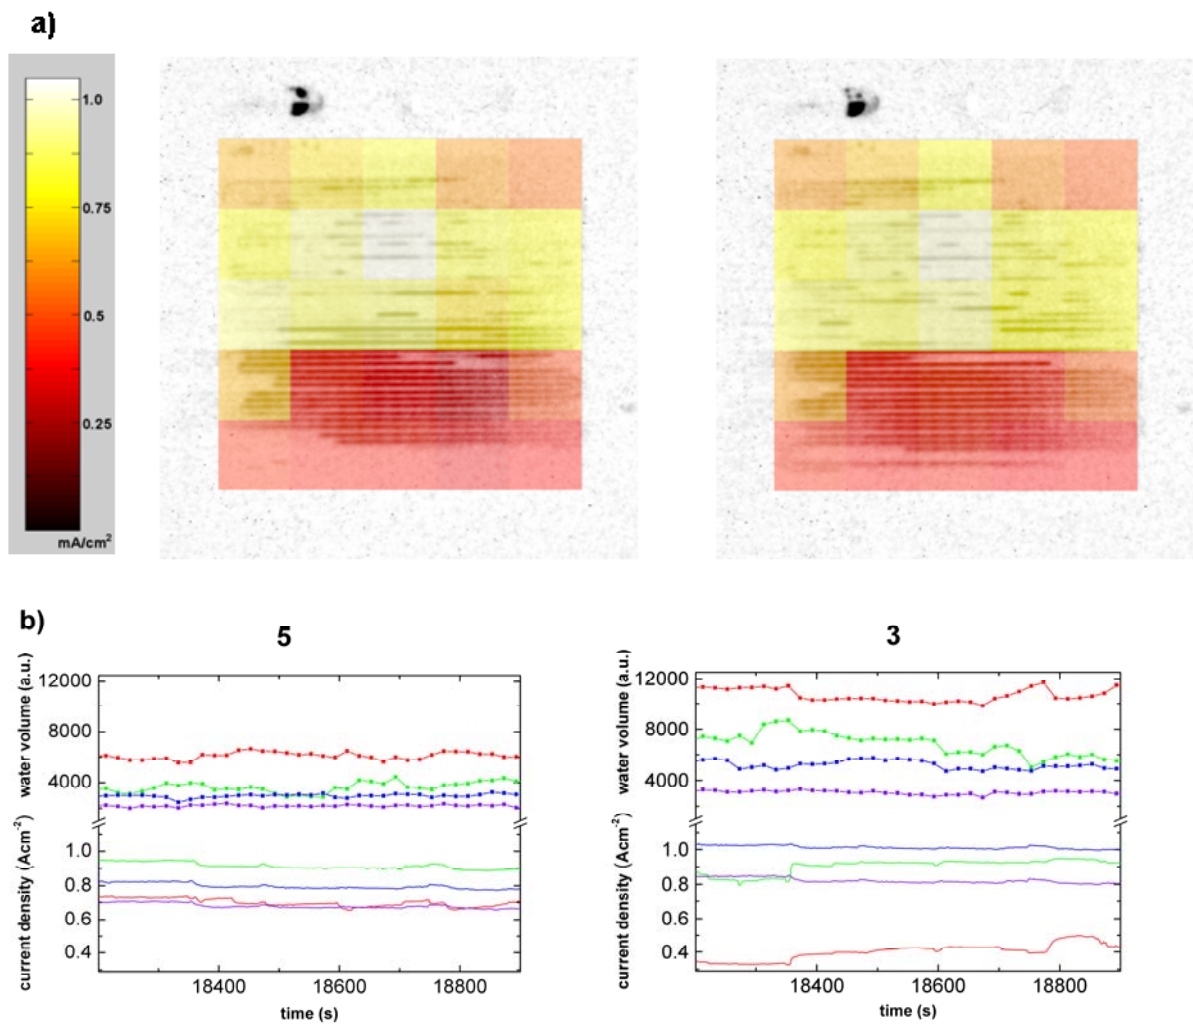 a)
1.0
0.75
0.5
0.25
mA/cm²
b)
5
3
water volume (a.u.)
12000
8000
4000
current density (Acm⁻²)
1.0
0.8
0.6
0.4
18400
18600
18800
time (s)
water volume (a.u.)
12000
8000
4000
current density (Acm⁻²)
1.0
0.8
0.6
0.4
18400
18600
18800
time (s)